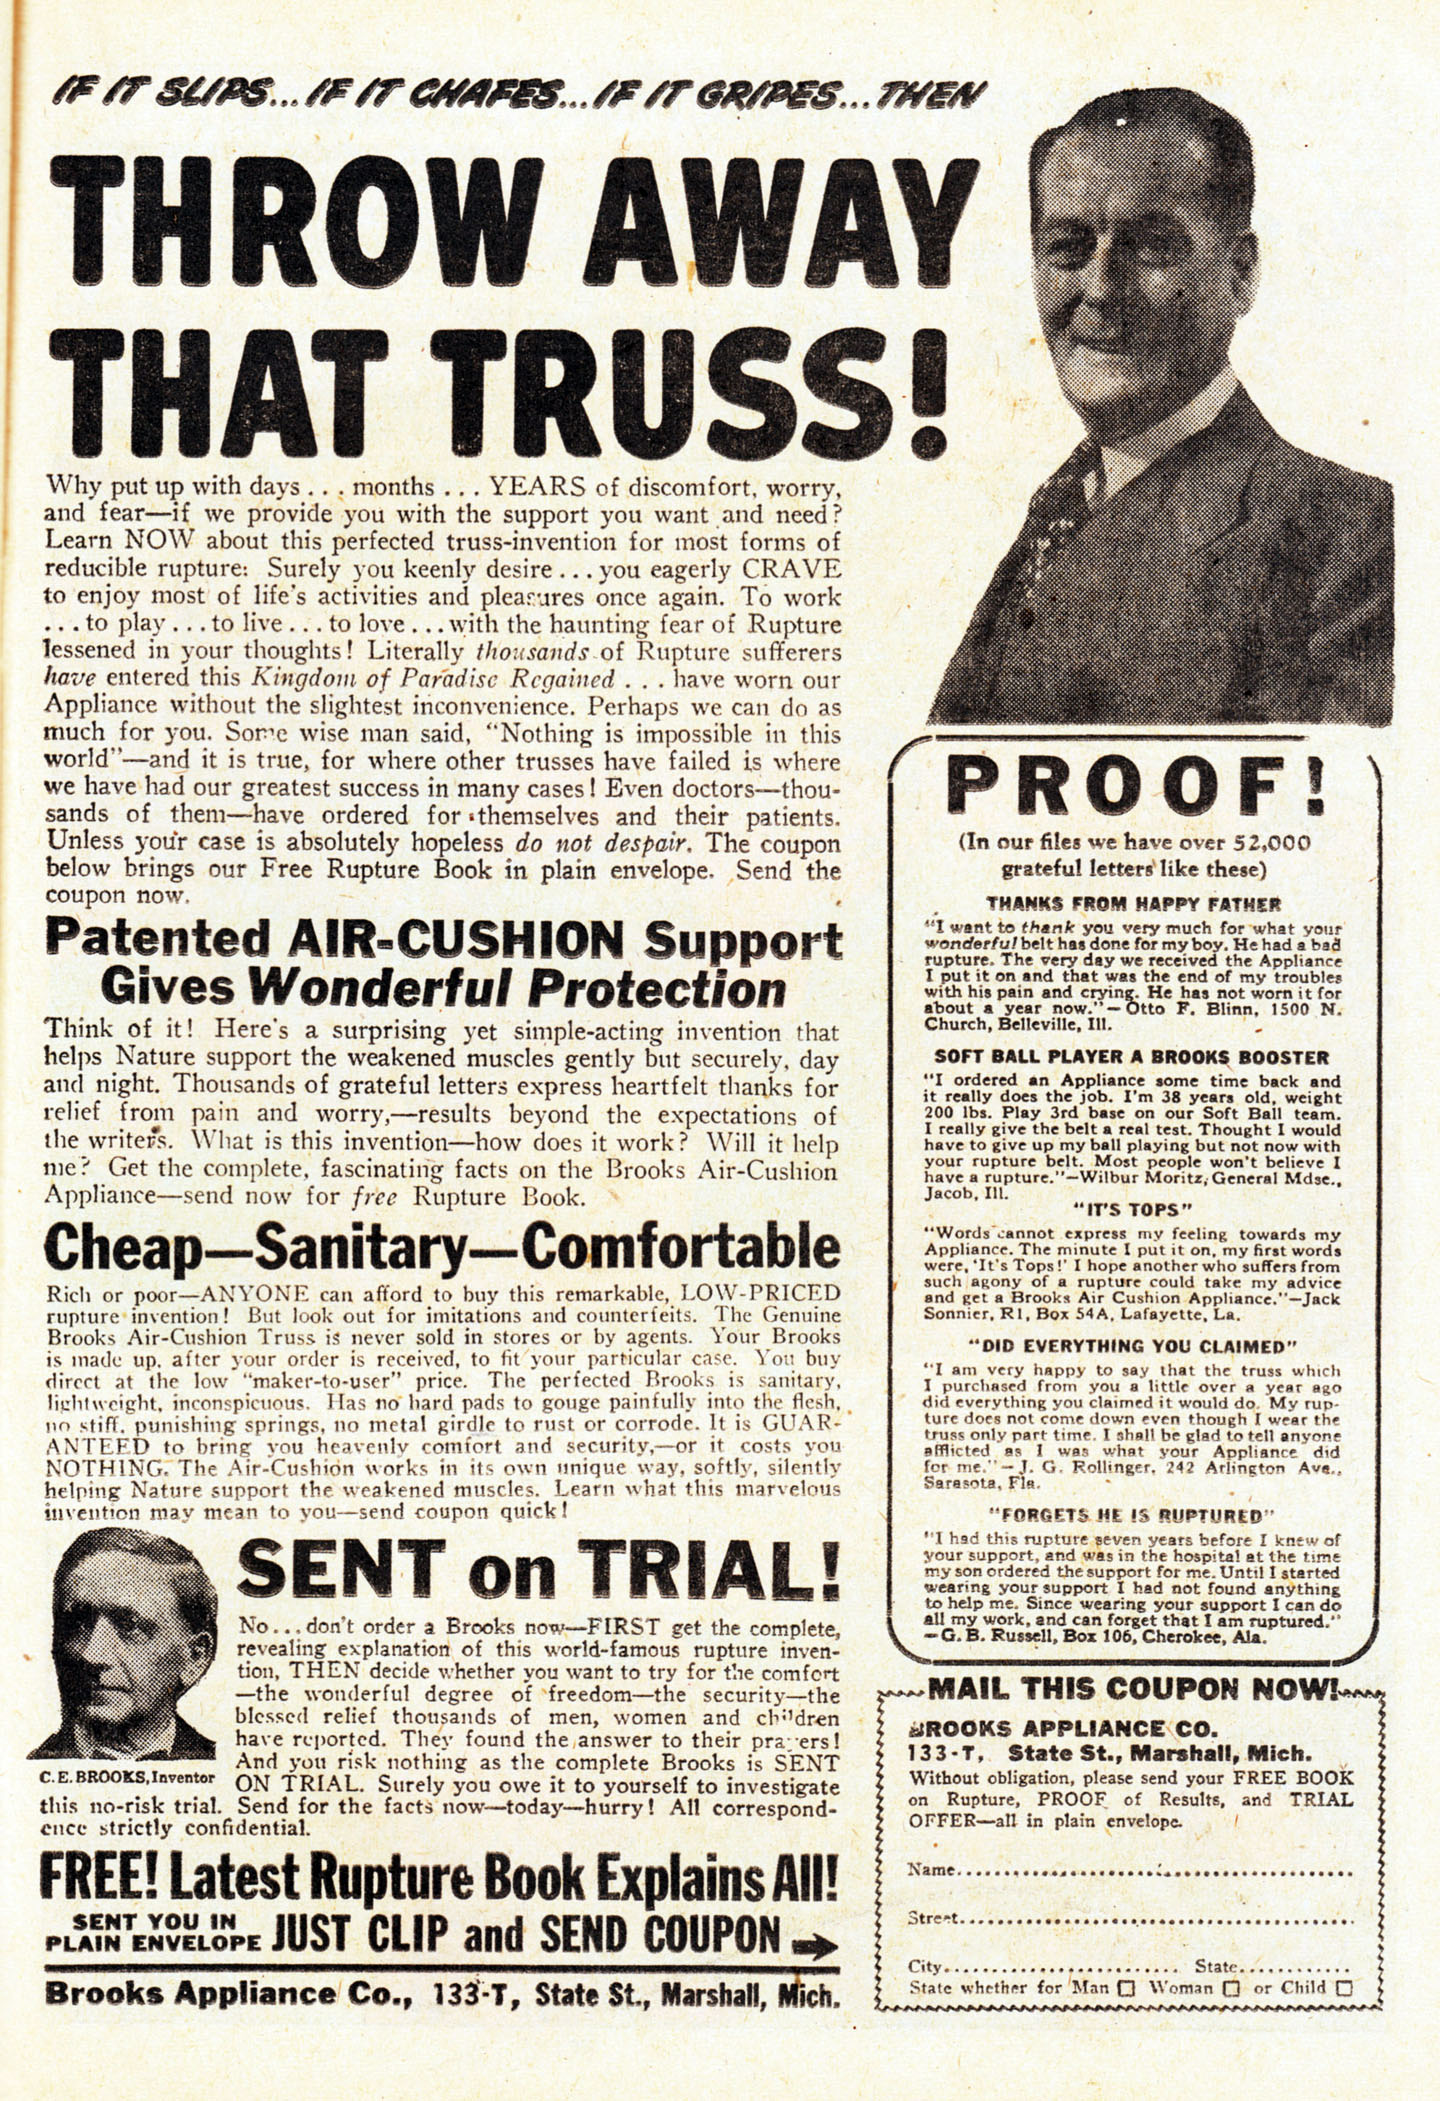 IF IT SLIPS...IF IT CHAFES...IF IT GRIPES...THEN
THROW AWAY
THAT TRUSS!
Why put up with days . . . months . . . YEARS of discomfort, worry,
and fear—if we provide you with the support you want and need?
Learn NOW about this perfected truss-invention for most forms of
reducible rupture: Surely you keenly desire . . . you eagerly CRAVE
to enjoy most of life's activities and pleasures once again. To work
. . . to play . . . to live . . . to love . . . with the haunting fear of Rupture
lessened in your thoughts! Literally thousands of Rupture sufferers
have entered this Kingdom of Paradise Regained . . . have worn our
Appliance without the slightest inconvenience. Perhaps we can do as
much for you. Some wise man said, "Nothing is impossible in this
world"—and it is true, for where other trusses have failed is where
we have had our greatest success in many cases! Even doctors—thou-
sands of them—have ordered for themselves and their patients.
Unless your case is absolutely hopeless do not despair. The coupon
below brings our Free Rupture Book in plain envelope. Send the
coupon now.
Patented AIR-CUSHION Support
Gives Wonderful Protection
Think of it! Here's a surprising yet simple-acting invention that
helps Nature support the weakened muscles gently but securely, day
and night. Thousands of grateful letters express heartfelt thanks for
relief from pain and worry,—results beyond the expectations of
the writers. What is this invention—how does it work? Will it help
me? Get the complete, fascinating facts on the Brooks Air-Cushion
Appliance—send now for free Rupture Book.
Cheap—Sanitary—Comfortable
Rich or poor—ANYONE can afford to buy this remarkable, LOW-PRICED
rupture invention! But look out for imitations and counterfeits. The Genuine
Brooks Air-Cushion Truss is never sold in stores or by agents. Your Brooks
is made up, after your order is received, to fit your particular case. You buy
direct at the low "maker-to-user" price. The perfected Brooks is sanitary,
lightweight, inconspicuous. Has no hard pads to gouge painfully into the flesh,
no stiff, punishing springs, no metal girdle to rust or corrode. It is GUAR-
ANTEED to bring you heavenly comfort and security,—or it costs you
NOTHING. The Air-Cushion works in its own unique way, softly, silently
helping Nature support the weakened muscles. Learn what this marvelous
invention may mean to you—send coupon quick!
SENT on TRIAL!
No . . . don't order a Brooks now—FIRST get the complete,
revealing explanation of this world-famous rupture inven-
tion, THEN decide whether you want to try for the comfort
—the wonderful degree of freedom—the security—the
blessed relief thousands of men, women and children
have reported. They found the answer to their prayers!
And you risk nothing as the complete Brooks is SENT
ON TRIAL. Surely you owe it to yourself to investigate
this no-risk trial. Send for the facts now—today—hurry! All correspond-
ence strictly confidential.
C. E. BROOKS, Inventor
FREE! Latest Rupture Book Explains All!
SENT YOU IN
PLAIN ENVELOPE JUST CLIP and SEND COUPON
Brooks Appliance Co., 133-T, State St., Marshall, Mich.
PROOF!
(In our files we have over 52,000
grateful letters like these)
THANKS FROM HAPPY FATHER
"I want to thank you very much for what your
wonderful belt has done for my boy. He had a bad
rupture. The very day we received the Appliance
I put it on and that was the end of my troubles
with his pain and crying. He has not worn it for
about a year now."—Otto F. Blinn, 1500 N.
Church, Belleville, Ill.
SOFT BALL PLAYER A BROOKS BOOSTER
"I ordered an Appliance some time back and
it really does the job. I'm 38 years old, weight
200 lbs. Play 3rd base on our Soft Ball team.
I really give the belt a real test. Thought I would
have to give up my ball playing but not now with
your rupture belt. Most people won't believe I
have a rupture."—Wilbur Moritz, General Mdse.,
Jacob, Ill.
"IT'S TOPS"
"Words cannot express my feeling towards my
Appliance. The minute I put it on, my first words
were, 'It's Tops!' I hope another who suffers from
such agony of a rupture could take my advice
and get a Brooks Air Cushion Appliance."—Jack
Sonnier, R1, Box 54A, Lafayette, La.
"DID EVERYTHING YOU CLAIMED"
"I am very happy to say that the truss which
I purchased from you a little over a year ago
did everything you claimed it would do. My rup-
ture does not come down even though I wear the
truss only part time. I shall be glad to tell anyone
afflicted as I was what your Appliance did
for me."—J. G. Rollinger, 242 Arlington Ave.,
Sarasota, Fla.
"FORGETS HE IS RUPTURED"
"I had this rupture seven years before I knew of
your support, and was in the hospital at the time
my son ordered the support for me. Until I started
wearing your support I had not found anything
to help me. Since wearing your support I can do
all my work, and can forget that I am ruptured."
—G. B. Russell, Box 106, Cherokee, Ala.
MAIL THIS COUPON NOW!
BROOKS APPLIANCE CO.
133-T, State St., Marshall, Mich.
Without obligation, please send your FREE BOOK
on Rupture, PROOF of Results, and TRIAL
OFFER—all in plain envelope.
Name
Street
City State
State whether for Man □ Woman □ or Child □